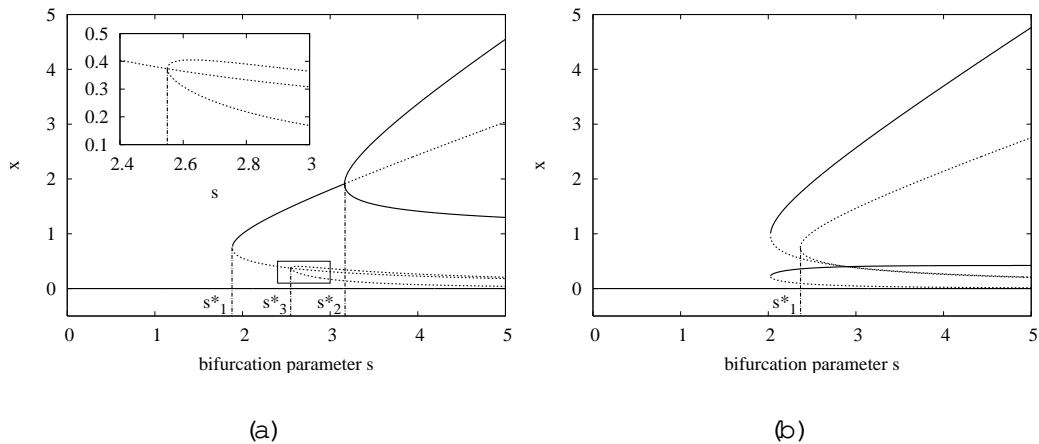 5
4
3
2
1
0
x
0.5
0.4
0.3
0.2
0.1
2.4 2.6 2.8 3
s
s*1 s*3 s*2
0 1 2 3 4 5
bifurcation parameter s
(a)
5
4
3
2
1
0
x
s*1
0 1 2 3 4 5
bifurcation parameter s
(b)